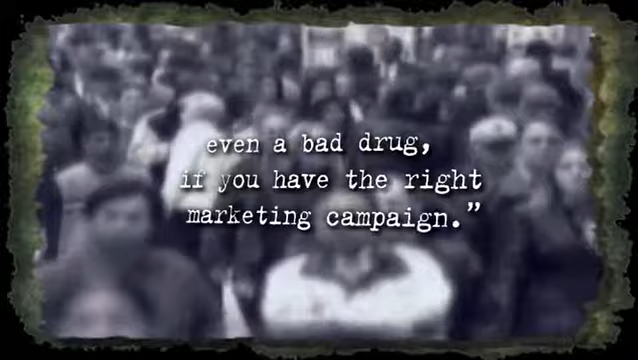 even a bad drug,
if you have the right
marketing campaign.”